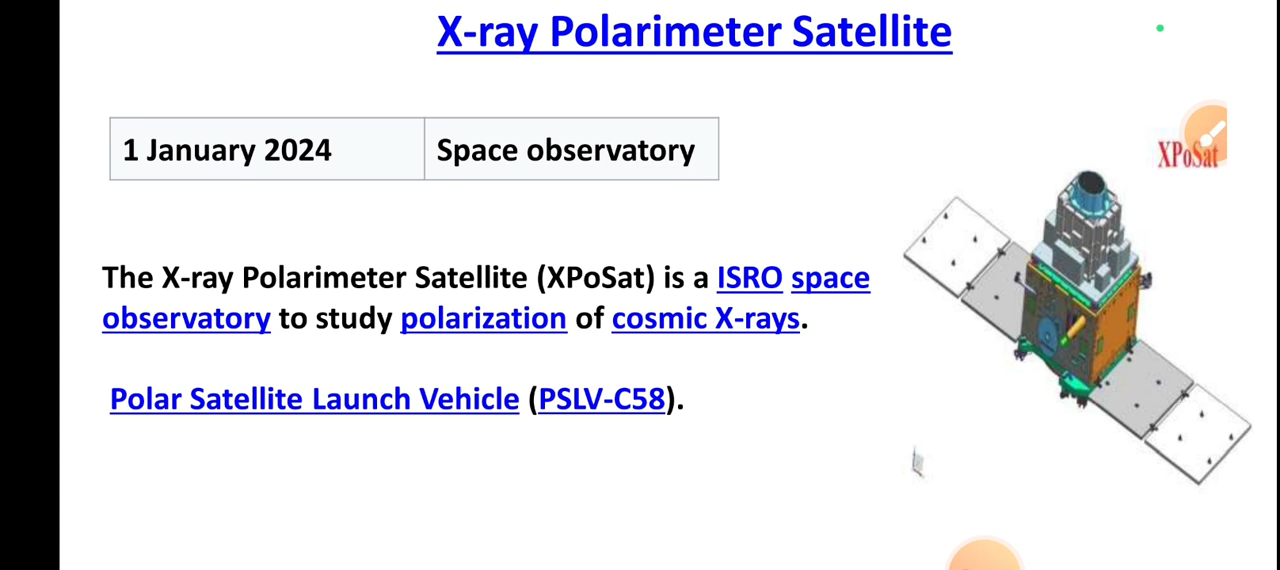 X-ray Polarimeter Satellite
1 January 2024
Space observatory
XPoSat
The X-ray Polarimeter Satellite (XPoSat) is a ISRO space
observatory to study polarization of cosmic X-rays.
Polar Satellite Launch Vehicle (PSLV-C58).